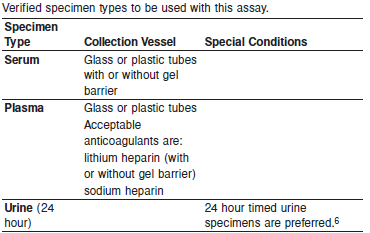 Verified specimen types to be used with this assay.
Specimen
Type Collection Vessel Special Conditions
Serum Glass or plastic tubes
with or without gel
barrier
Plasma Glass or plastic tubes
Acceptable
anticoagulants are:
lithium heparin (with
or without gel barrier)
sodium heparin
Urine (24 24 hour timed urine
hour) specimens are preferred.6